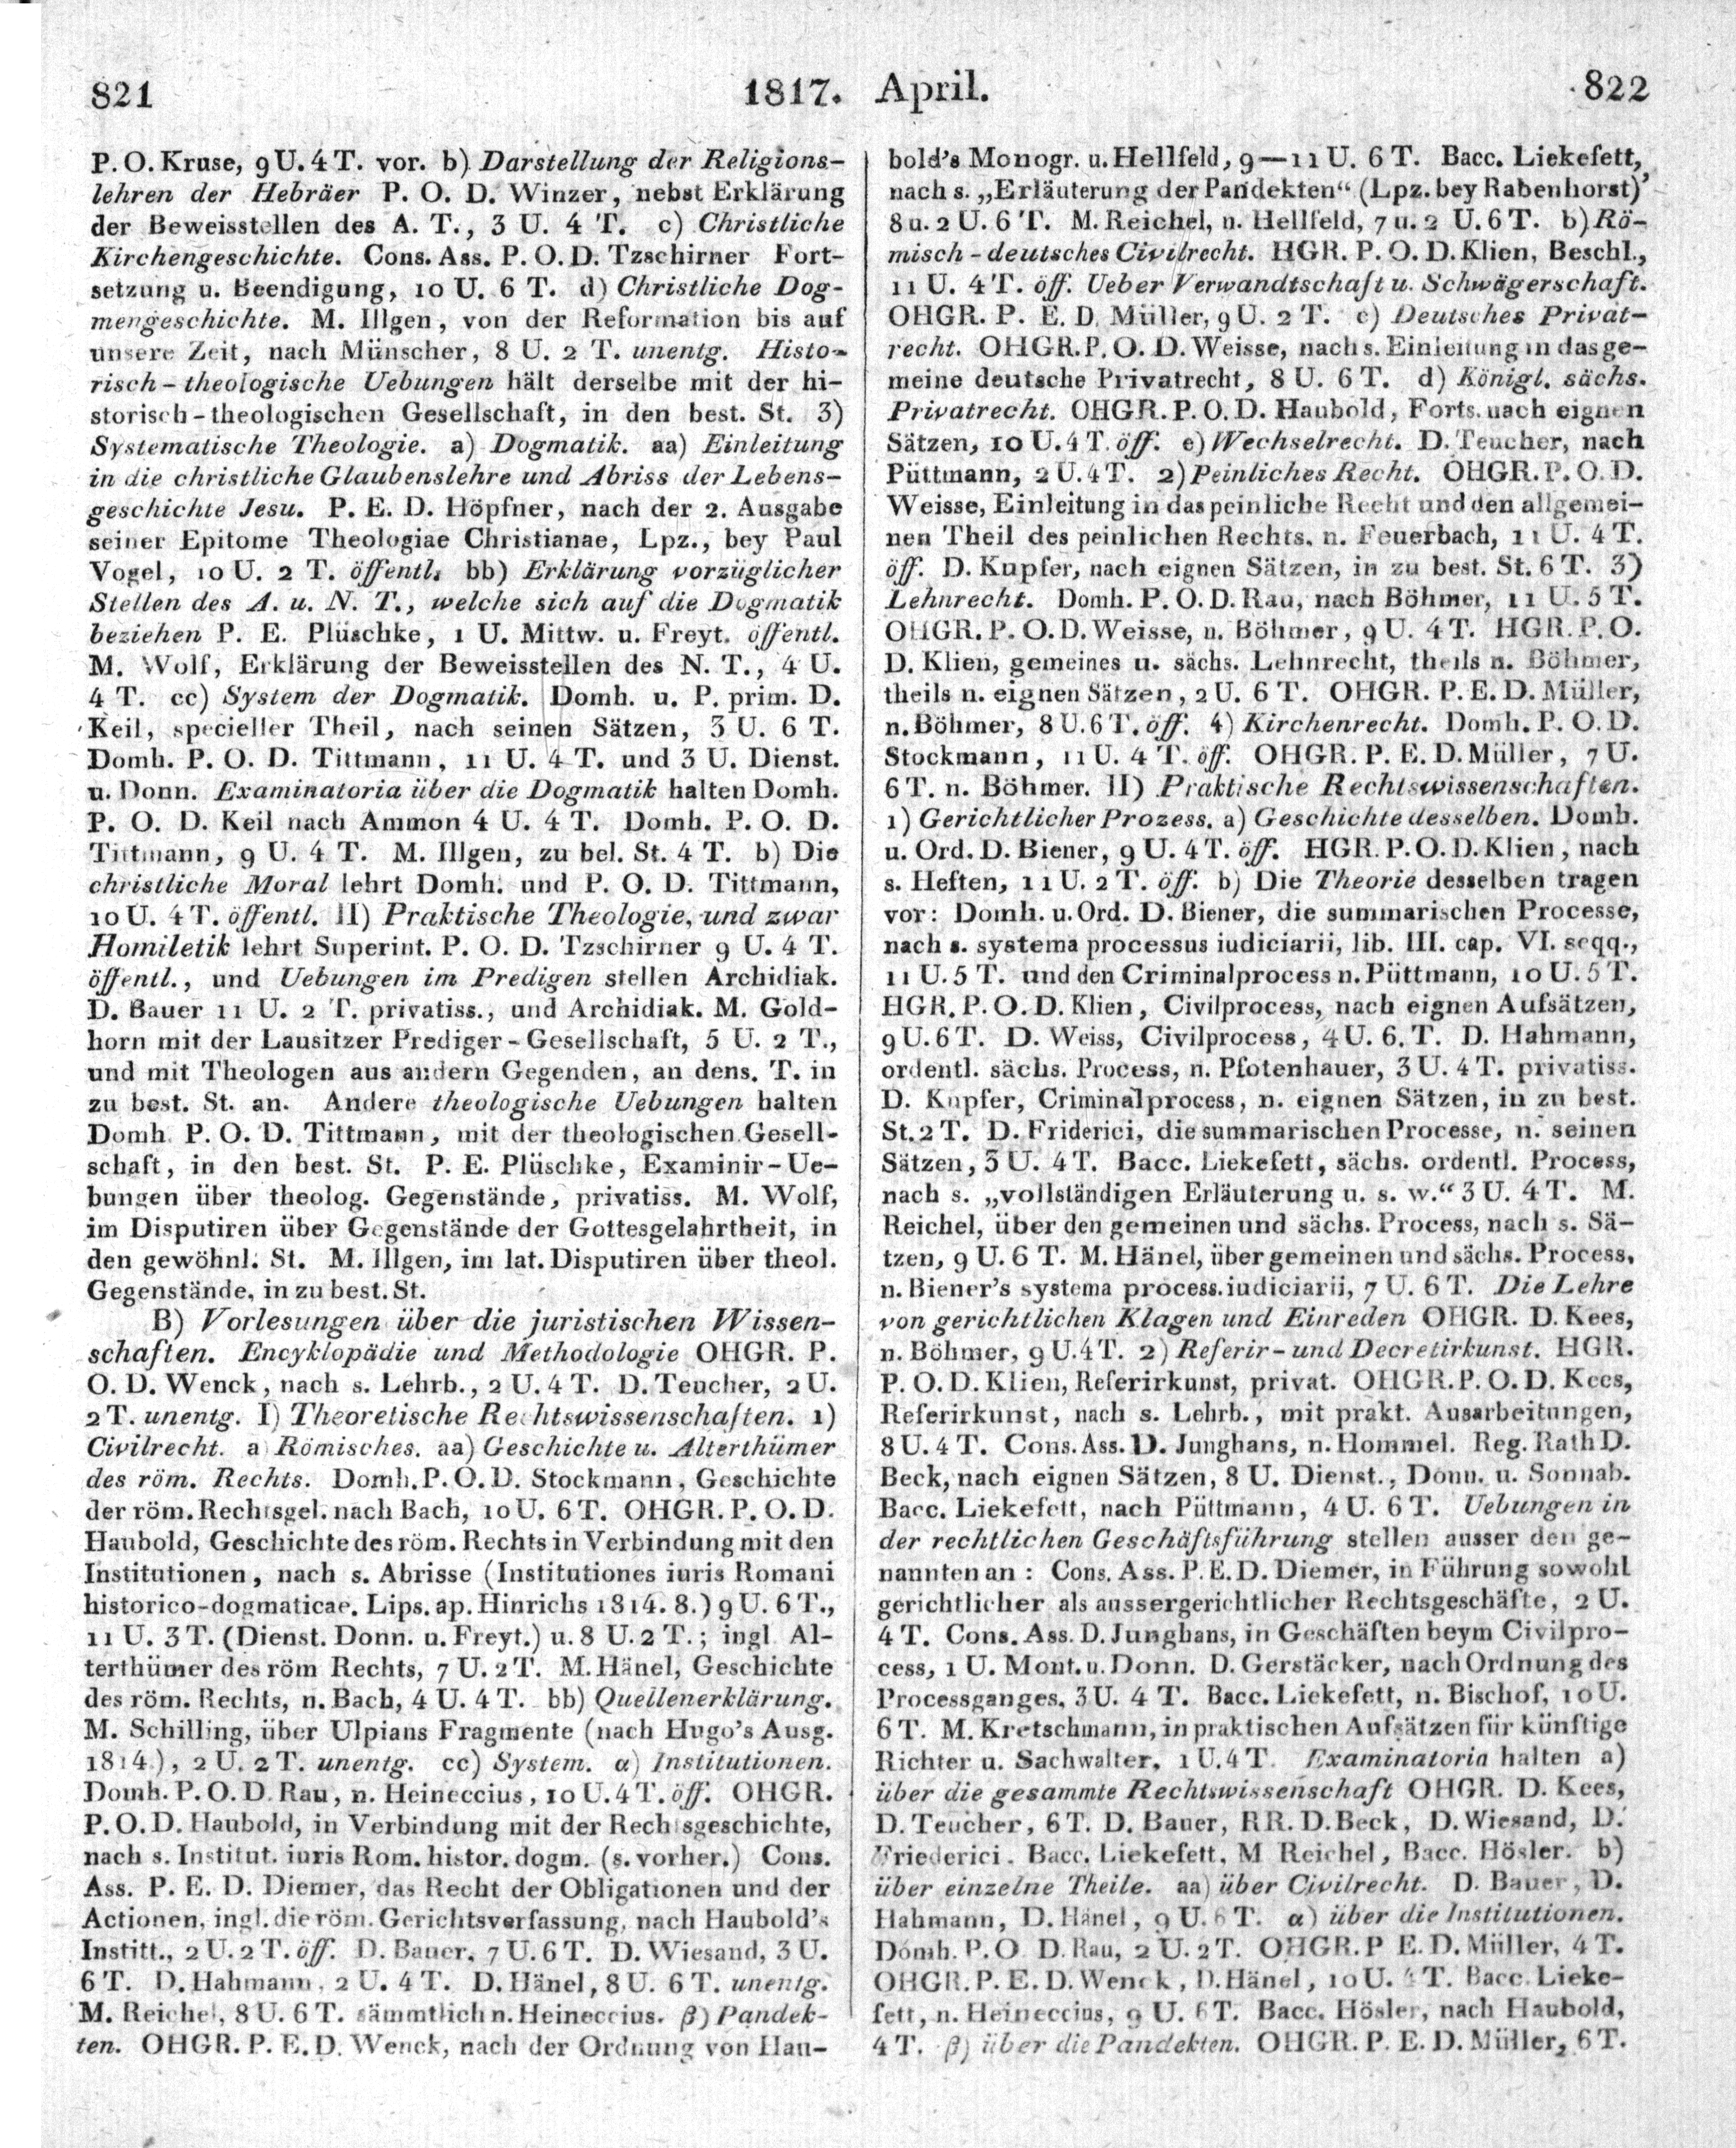 821
1817. April.
822
P. O. Kruse, 9 U. 4 T. vor. b) Darstellung der Religions-
lehren der Hebräer P. O. D. Winzer, nebst Erklärung
der Beweisstellen des A. T., 3 U. 4 T. c) Christliche
Kirchengeschichte. Cons. Ass. P. O. D. Tzschirner Fort-
setzung u. Beendigung, 10 U. 6 T. d) Christliche Dog-
mengeschichte. M. Illgen, von der Reformation bis auf
unsere Zeit, nach Münscher, 8 U. 2 T. unentg. Histo-
risch-theologische Uebungen hält derselbe mit der hi-
storisch-theologischen Gesellschaft, in den best. St. 3)
Systematische Theologie. a) Dogmatik. aa) Einleitung
in die christliche Glaubenslehre und Abriss der Lebens-
geschichte Jesu. P. E. D. Höpfner, nach der 2. Ausgabe
seiner Epitome Theologiae Christianae, Lpz., bey Paul
Vogel, 10 U. 2 T. öffentl. bb) Erklärung vorzüglicher
Stellen des A. u. N. T., welche sich auf die Dogmatik
beziehen P. E. Plüschke, 1 U. Mittw. u. Freyt. öffentl.
M. Wolf, Erklärung der Beweisstellen des N. T., 4 U.
4 T. cc) System der Dogmatik. Domh. u. P. prim. D.
Keil, specieller Theil, nach seinen Sätzen, 3 U. 6 T.
Domh. P. O. D. Tittmann, 11 U. 4 T. und 3 U. Dienst.
u. Donn. Examinatoria über die Dogmatik halten Domh.
P. O. D. Keil nach Ammon 4 U. 4 T. Domh. P. O. D.
Tittmann, 9 U. 4 T. M. Illgen, zu bel. St. 4 T. b) Die
christliche Moral lehrt Domh. und P. O. D. Tittmann,
10 U. 4 T. öffentl. II) Praktische Theologie, und zwar
Homiletik lehrt Superint. P. O. D. Tzschirner 9 U. 4 T.
öffentl., und Uebungen im Predigen stellen Archidiak.
D. Bauer 11 U. 2 T. privatiss., und Archidiak. M. Gold-
horn mit der Lausitzer Prediger-Gesellschaft, 5 U. 2 T.,
und mit Theologen aus andern Gegenden, an dens. T. in
zu best. St. an. Andere theologische Uebungen halten
Domh. P. O. D. Tittmann, mit der theologischen Gesell-
schaft, in den best. St. P. E. Plüschke, Examinir-Ue-
bungen über theolog. Gegenstände, privatiss. M. Wolf,
im Disputiren über Gegenstände der Gottesgelahrtheit, in
den gewöhnl. St. M. Illgen, im lat. Disputiren über theol.
Gegenstände, in zu best. St.
B) Vorlesungen über die juristischen Wissen-
schaften. Encyklopädie und Methodologie OHGR. P.
O. D. Wenck, nach s. Lehrb., 2 U. 4 T. D. Teucher, 2 U.
2 T. unentg. I) Theoretische Rechtswissenschaften. 1)
Civilrecht. a) Römisches. aa) Geschichte u. Alterthümer
des röm. Rechts. Domh. P. O. D. Stockmann, Geschichte
der röm. Rechtsgel. nach Bach, 10 U. 6 T. OHGR. P. O. D.
Haubold, Geschichte des röm. Rechts in Verbindung mit den
Institutionen, nach s. Abrisse (Institutiones iuris Romani
historico-dogmaticae. Lips. ap. Hinrichs 1814. 8.) 9 U. 6 T.,
11 U. 3 T. (Dienst. Donn. u. Freyt.) u. 8 U. 2 T.; ingl Al-
terthümer des röm Rechts, 7 U. 2 T. M. Hänel, Geschichte
des röm. Rechts, n. Bach, 4 U. 4 T. bb) Quellenerklärung.
M. Schilling, über Ulpians Fragmente (nach Hugo's Ausg.
1814.), 2 U. 2 T. unentg. cc) System. α) Institutionen.
Domh. P. O. D. Rau, n. Heineccius, 10 U. 4 T. öff. OHGR.
P. O. D. Haubold, in Verbindung mit der Rechtsgeschichte,
nach s. Institut. iuris Rom. histor. dogm. (s. vorher.) Cons.
Ass. P. E. D. Diemer, das Recht der Obligationen und der
Actionen, ingl. die röm. Gerichtsverfassung, nach Haubold's
Institt., 2 U. 2 T. öff. D. Bauer, 7 U. 6 T. D. Wiesand, 3 U.
6 T. D. Hahmann, 2 U. 4 T. D. Hänel, 8 U. 6 T. unentg.
M. Reichel, 8 U. 6 T. sämmtlich n. Heineccius. β) Pandek-
ten. OHGR. P. E. D. Wenck, nach der Ordnung von Hau-
bold's Monogr. u. Hellfeld, 9—11 U. 6 T. Bacc. Liekefett,
nach s. „Erläuterung der Pandekten“ (Lpz. bey Rabenhorst)
8 u. 2 U. 6 T. M. Reichel, n. Hellfeld, 7 u. 2 U. 6 T. b) Rö-
misch-deutsches Civilrecht. HGR. P. O. D. Klien, Beschl.,
11 U. 4 T. öff. Ueber Verwandtschaft u. Schwägerschaft.
OHGR. P. E. D. Müller, 9 U. 2 T. c) Deutsches Privat-
recht. OHGR. P. O. D. Weisse, nach s. Einleitung in das ge-
meine deutsche Privatrecht, 8 U. 6 T. d) Königl. sächs.
Privatrecht. OHGR. P. O. D. Haubold, Forts. nach eignen
Sätzen, 10 U. 4 T. öff. e) Wechselrecht. D. Teucher, nach
Püttmann, 2 U. 4 T. 2) Peinliches Recht. OHGR. P. O. D.
Weisse, Einleitung in das peinliche Recht und den allgemei-
nen Theil des peinlichen Rechts, n. Feuerbach, 11 U. 4 T.
öff. D. Kupfer, nach eignen Sätzen, in zu best. St. 6 T. 3)
Lehnrecht. Domh. P. O. D. Rau, nach Böhmer, 11 U. 5 T.
OHGR. P. O. D. Weisse, n. Böhmer, 9 U. 4 T. HGR. P. O.
D. Klien, gemeines u. sächs. Lehnrecht, theils n. Böhmer,
theils n. eignen Sätzen, 2 U. 6 T. OHGR. P. E. D. Müller,
n. Böhmer, 8 U. 6 T. öff. 4) Kirchenrecht. Domh. P. O. D.
Stockmann, 11 U. 4 T. öff. OHGR. P. E. D. Müller, 7 U.
6 T. n. Böhmer. II) Praktische Rechtswissenschaften.
1) Gerichtlicher Prozess. a) Geschichte desselben. Domh.
u. Ord. D. Biener, 9 U. 4 T. öff. HGR. P. O. D. Klien, nach
s. Heften, 11 U. 2 T. öff. b) Die Theorie desselben tragen
vor: Domh. u. Ord. D. Biener, die summarischen Processe,
nach s. systema processus iudiciarii, lib. III. cap. VI. seqq.,
11 U. 5 T. und den Criminalprocess n. Püttmann, 10 U. 5 T.
HGR. P. O. D. Klien, Civilprocess, nach eignen Aufsätzen,
9 U. 6 T. D. Weiss, Civilprocess, 4 U. 6. T. D. Hahmann,
ordentl. sächs. Process, n. Pfotenhauer, 3 U. 4 T. privatiss.
D. Kupfer, Criminalprocess, n. eignen Sätzen, in zu best.
St. 2 T. D. Friderici, die summarischen Processe, n. seinen
Sätzen, 3 U. 4 T. Bacc. Liekefett, sächs. ordentl. Process,
nach s. „vollständigen Erläuterung u. s. w.“ 3 U. 4 T. M.
Reichel, über den gemeinen und sächs. Process, nach s. Sä-
tzen, 9 U. 6 T. M. Hänel, über gemeinen und sächs. Process,
n. Biener's systema process. iudiciarii, 7 U. 6 T. Die Lehre
von gerichtlichen Klagen und Einreden OHGR. D. Kees,
n. Böhmer, 9 U. 4 T. 2) Referir- und Decretirkunst. HGR.
P. O. D. Klien, Referirkunst, privat. OHGR. P. O. D. Kees,
Referirkunst, nach s. Lehrb., mit prakt. Ausarbeitungen,
8 U. 4 T. Cons. Ass. D. Junghans, n. Hommel. Reg. Rath D.
Beck, nach eignen Sätzen, 8 U. Dienst., Donn. u. Sonnab.
Bacc. Liekefett, nach Püttmann, 4 U. 6 T. Uebungen in
der rechtlichen Geschäftsführung stellen ausser den ge-
nannten an: Cons. Ass. P. E. D. Diemer, in Führung sowohl
gerichtlicher als aussergerichtlicher Rechtsgeschäfte, 2 U.
4 T. Cons. Ass. D. Junghans, in Geschäften beym Civilpro-
cess, 1 U. Mont. u. Donn. D. Gerstäcker, nach Ordnung des
Processganges, 3 U. 4 T. Bacc. Liekefett, n. Bischof, 10 U.
6 T. M. Kretschmann, in praktischen Aufsätzen für künftige
Richter u. Sachwalter, 1 U. 4 T. Examinatoria halten a)
über die gesammte Rechtswissenschaft OHGR. D. Kees,
D. Teucher, 6 T. D. Bauer, RR. D. Beck, D. Wiesand, D.
Friederici. Bacc. Liekefett, M Reichel, Bacc. Hösler. b)
über einzelne Theile. aa) über Civilrecht. D. Bauer, D.
Hahmann, D. Hänel, 9 U. 6 T. α) über die Institutionen.
Domh. P. O D. Rau, 2 U. 2 T. OHGR. P E. D. Müller, 4 T.
OHGR. P. E. D. Wenck, D. Hänel, 10 U. 4 T. Bacc. Lieke-
fett, n. Heineccius, 9 U. 6 T. Bacc. Hösler, nach Haubold,
4 T. β) über die Pandekten. OHGR. P. E. D. Müller, 6 T.